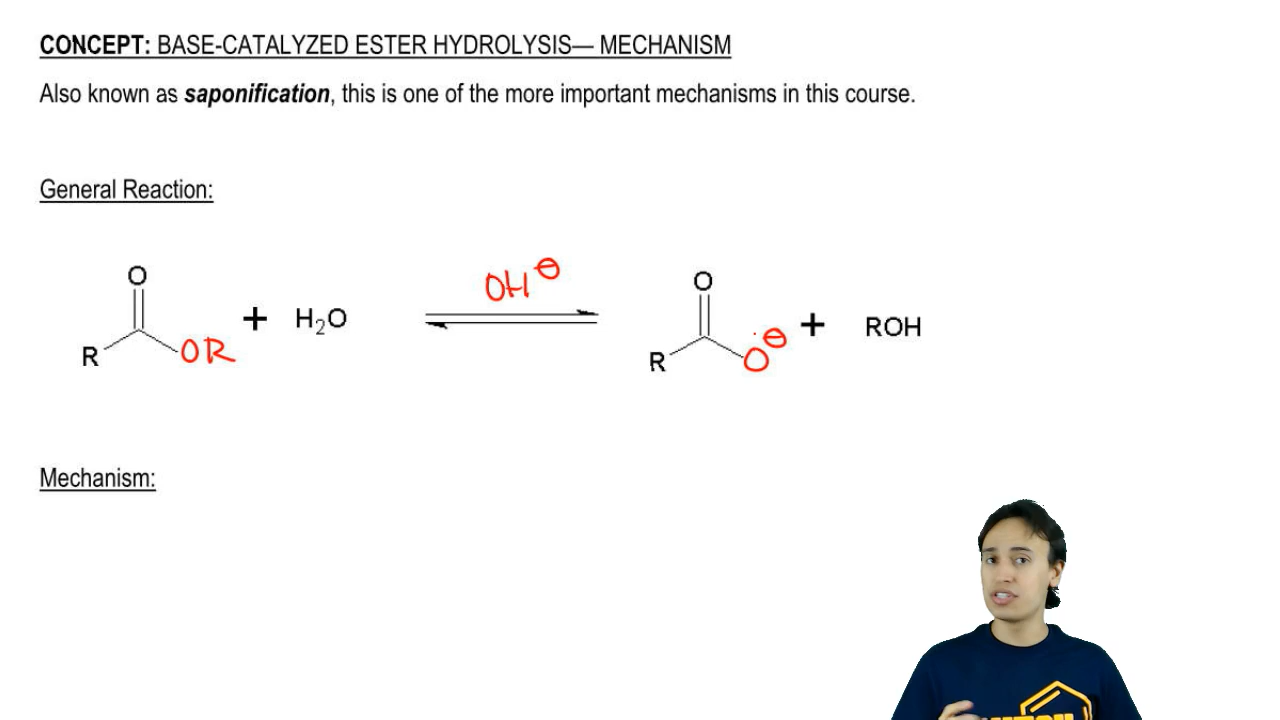 CONCEPT: BASE-CATALYZED ESTER HYDROLYSIS— MECHANISM
Also known as saponification, this is one of the more important mechanisms in this course.
General Reaction:
O
R
OR
+
H₂O
OH⊖
O
R
O⊖
+
ROH
Mechanism: